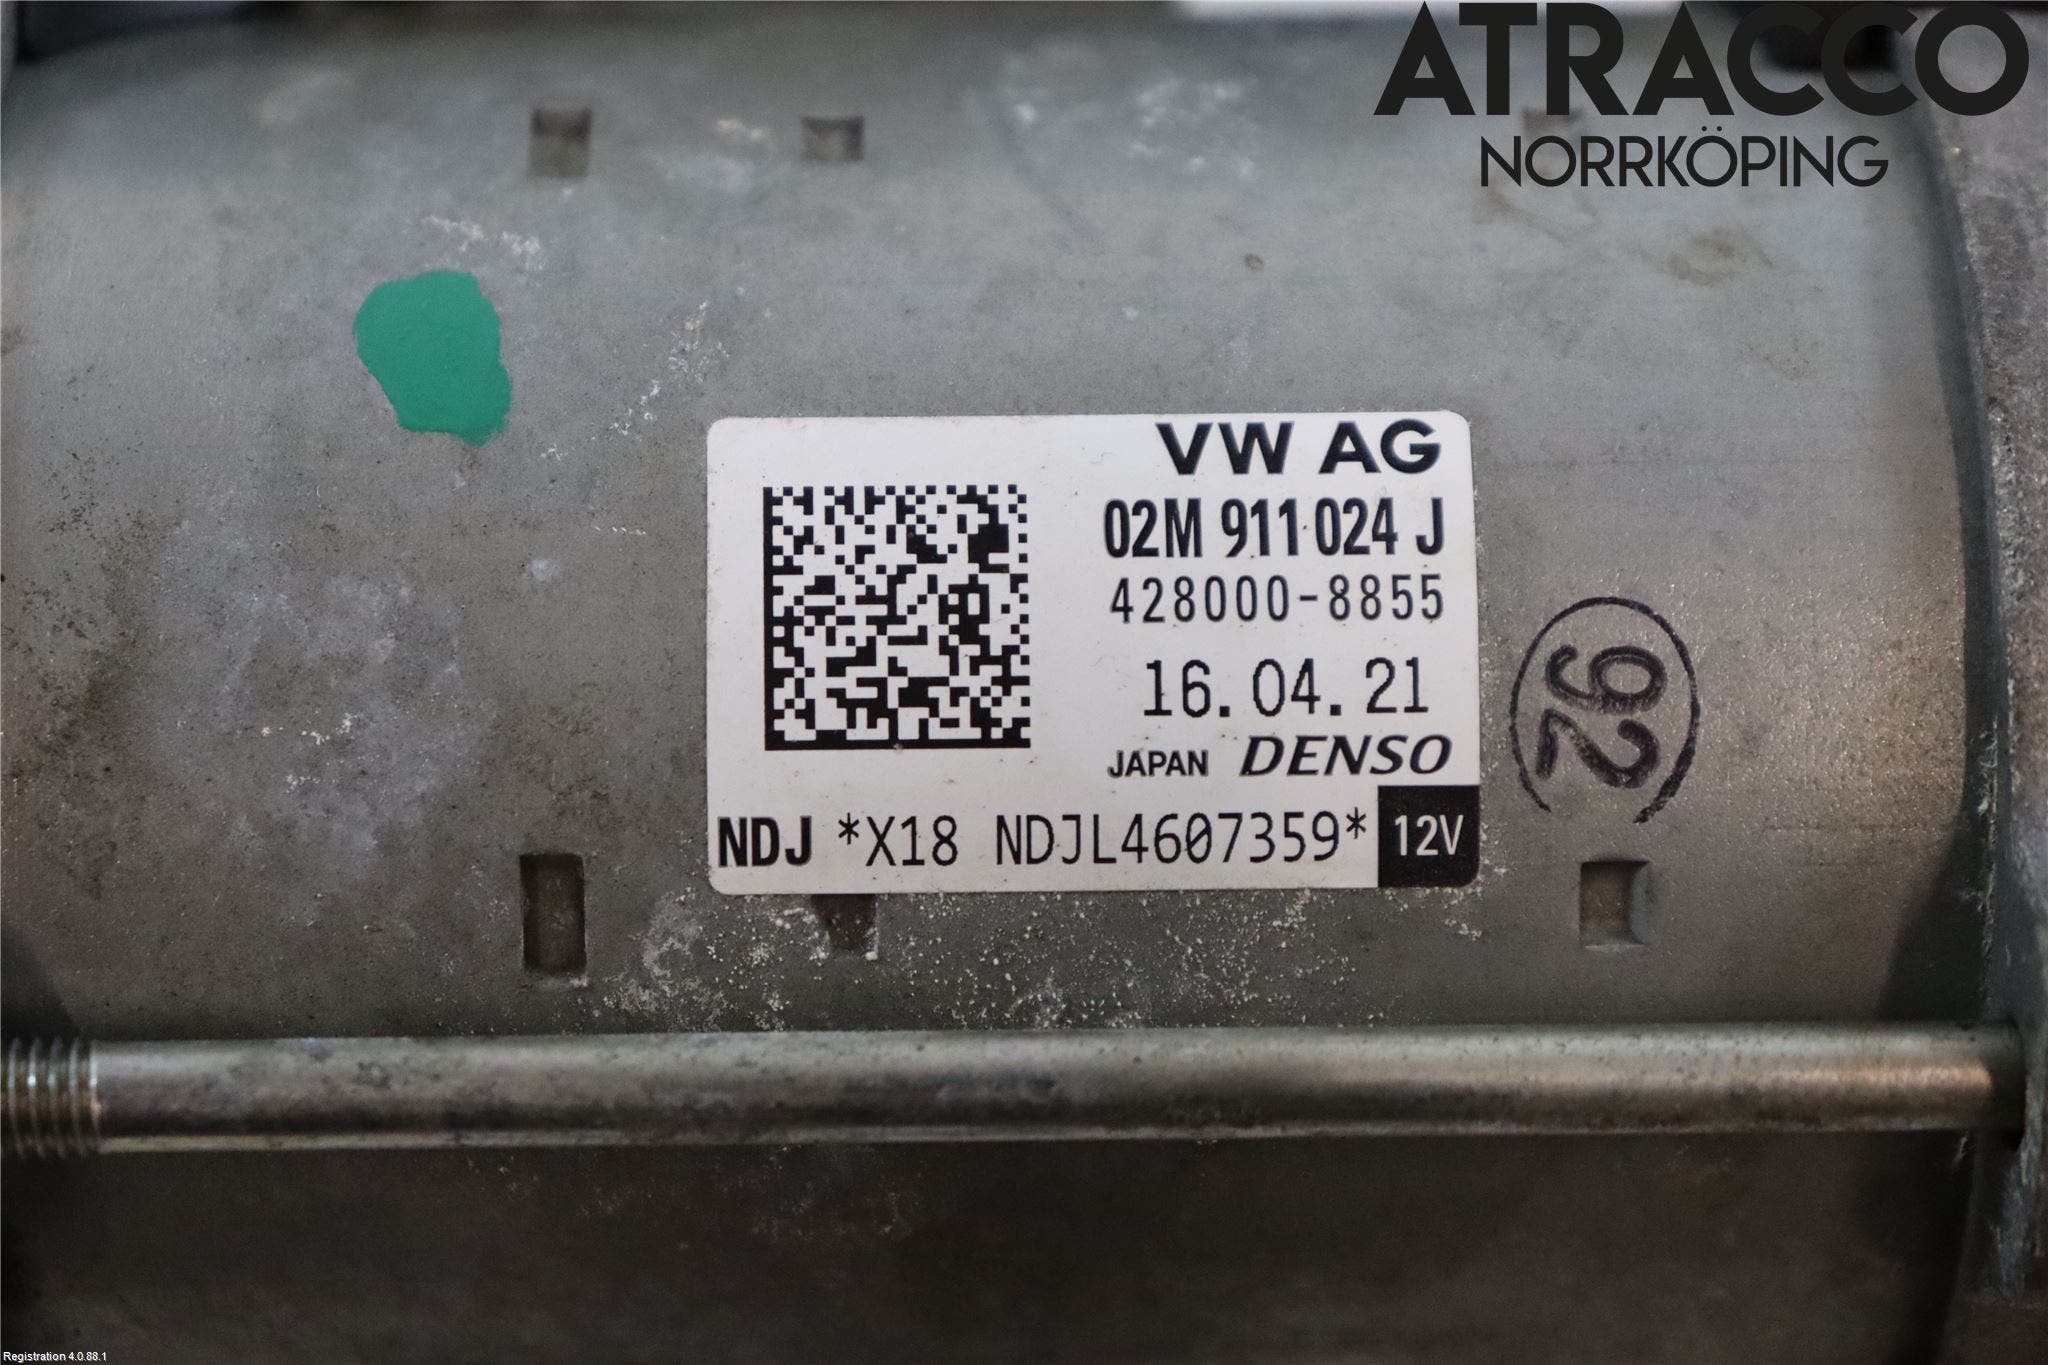 ATRACCO
NORRKÖPING
VW AG
02M 911 024 J
428000-8855
16.04.21
JAPAN DENSO
NDJ *X18 NDJL4607359* 12V
92
Registration 4.0.88.1